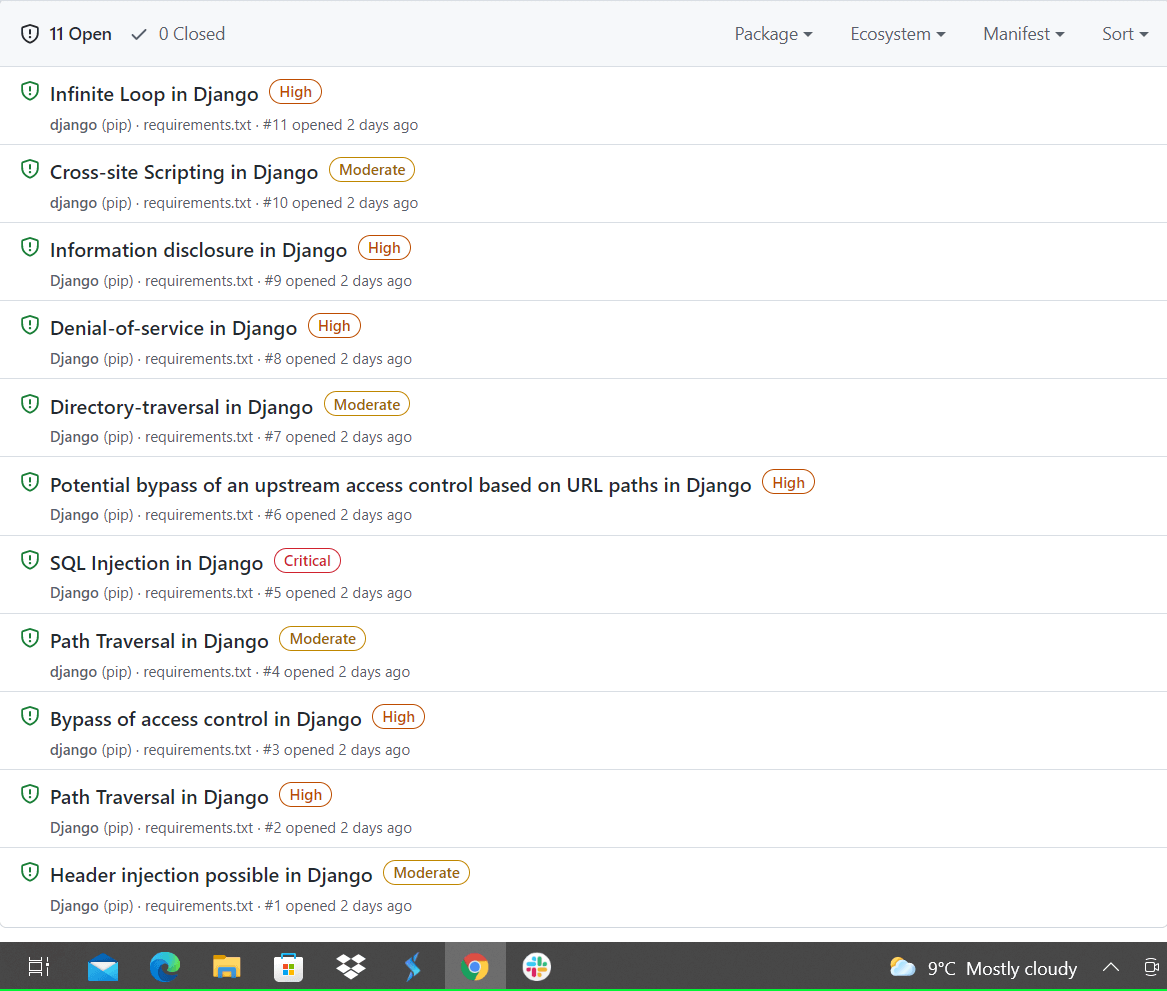 11 Open 0 Closed Package Ecosystem Manifest Sort
Infinite Loop in Django High
django (pip) · requirements.txt · #11 opened 2 days ago
Cross-site Scripting in Django Moderate
django (pip) · requirements.txt · #10 opened 2 days ago
Information disclosure in Django High
Django (pip) · requirements.txt · #9 opened 2 days ago
Denial-of-service in Django High
Django (pip) · requirements.txt · #8 opened 2 days ago
Directory-traversal in Django Moderate
Django (pip) · requirements.txt · #7 opened 2 days ago
Potential bypass of an upstream access control based on URL paths in Django High
Django (pip) · requirements.txt · #6 opened 2 days ago
SQL Injection in Django Critical
Django (pip) · requirements.txt · #5 opened 2 days ago
Path Traversal in Django Moderate
django (pip) · requirements.txt · #4 opened 2 days ago
Bypass of access control in Django High
django (pip) · requirements.txt · #3 opened 2 days ago
Path Traversal in Django High
Django (pip) · requirements.txt · #2 opened 2 days ago
Header injection possible in Django Moderate
Django (pip) · requirements.txt · #1 opened 2 days ago
9°C Mostly cloudy